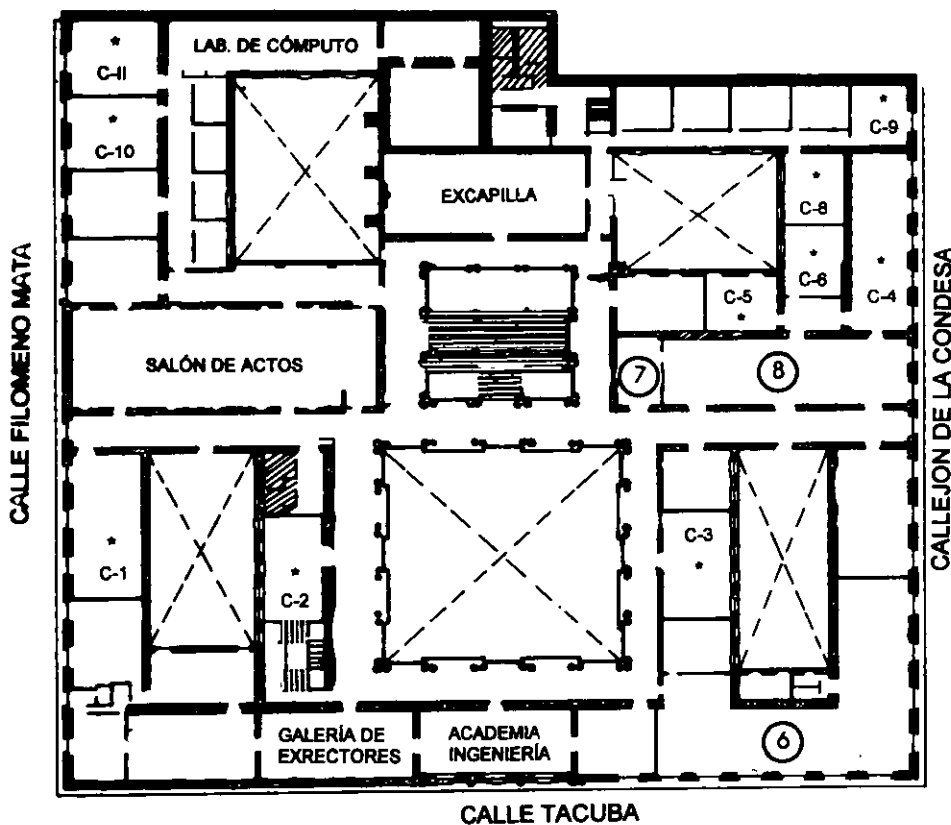 LAB. DE CÓMPUTO
C-11
C-10
C-9
EXCAPILLA
C-8
C-6
C-5
C-4
SALÓN DE ACTOS
7
8
CALLE FILOMENO MATA
CALLEJON DE LA CONDESA
C-1
C-2
C-3
GALERÍA DE
EXRECTORES
ACADEMIA
INGENIERÍA
6
CALLE TACUBA